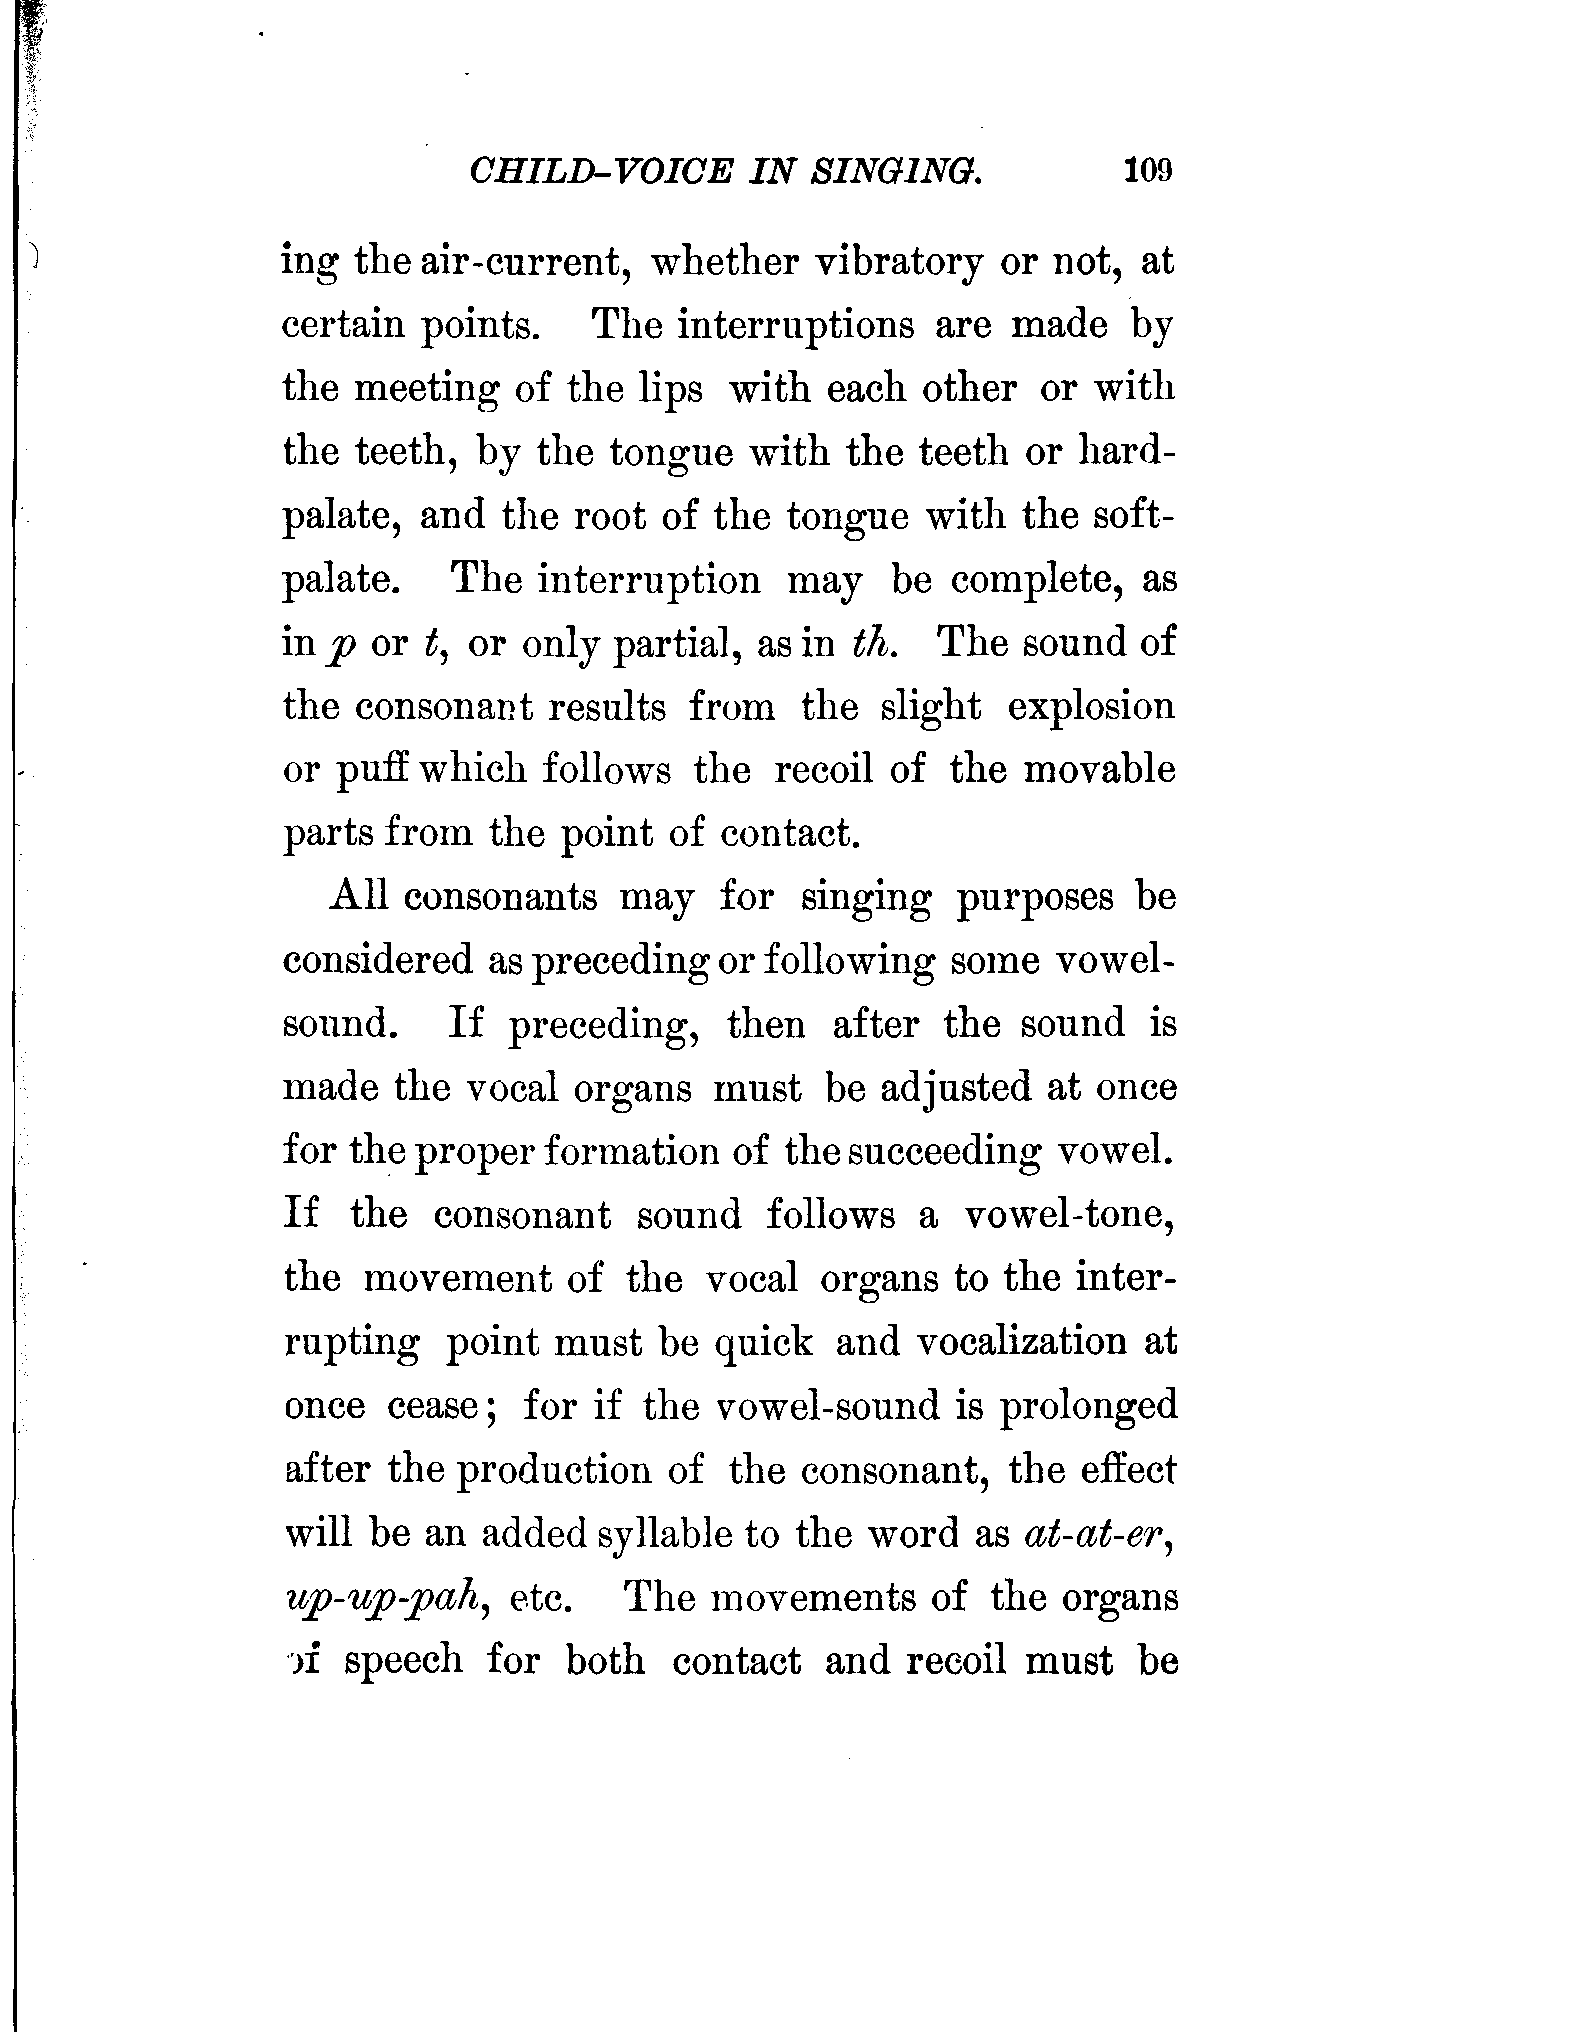 CHILD-VOICE IN SINGING. 109
ing the air-current, whether vibratory or not, at
certain points. The interruptions are made by
the meeting of the lips with each other or with
the teeth, by the tongue with the teeth or hard-
palate, and the root of the tongue with the soft-
palate. The interruption may be complete, as
in p or t, or only partial, as in th. The sound of
the consonant results from the slight explosion
or puff which follows the recoil of the movable
parts from the point of contact.
All consonants may for singing purposes be
considered as preceding or following some vowel-
sound. If preceding, then after the sound is
made the vocal organs must be adjusted at once
for the proper formation of the succeeding vowel.
If the consonant sound follows a vowel-tone,
the movement of the vocal organs to the inter-
rupting point must be quick and vocalization at
once cease; for if the vowel-sound is prolonged
after the production of the consonant, the effect
will be an added syllable to the word as at-at-er,
up-up-pah, etc. The movements of the organs
of speech for both contact and recoil must be